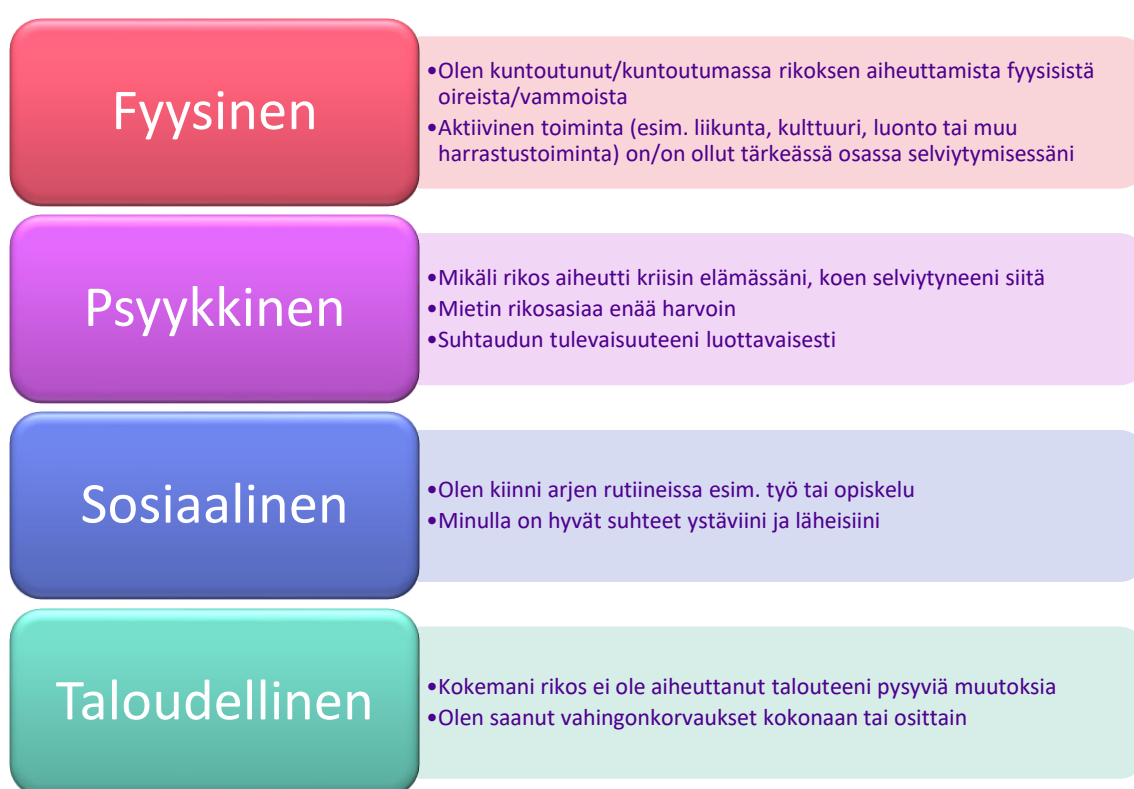 Fyysinen
•Olen kuntoutunut/kuntoutumassa rikoksen aiheuttamista fyysisistä
oireista/vammoista
•Aktiivinen toiminta (esim. liikunta, kulttuuri, luonto tai muu
harrastustoiminta) on/on ollut tärkeässä osassa selviytymisessäni
Psyykkinen
•Mikäli rikos aiheutti kriisin elämässäni, koen selviytyneeni siitä
•Mietin rikosasiaa enää harvoin
•Suhtaudun tulevaisuuteeni luottavaisesti
Sosiaalinen
•Olen kiinni arjen rutiineissa esim. työ tai opiskelu
•Minulla on hyvät suhteet ystäviini ja läheisiini
Taloudellinen
•Kokemani rikos ei ole aiheuttanut talouteeni pysyviä muutoksia
•Olen saanut vahingonkorvaukset kokonaan tai osittain